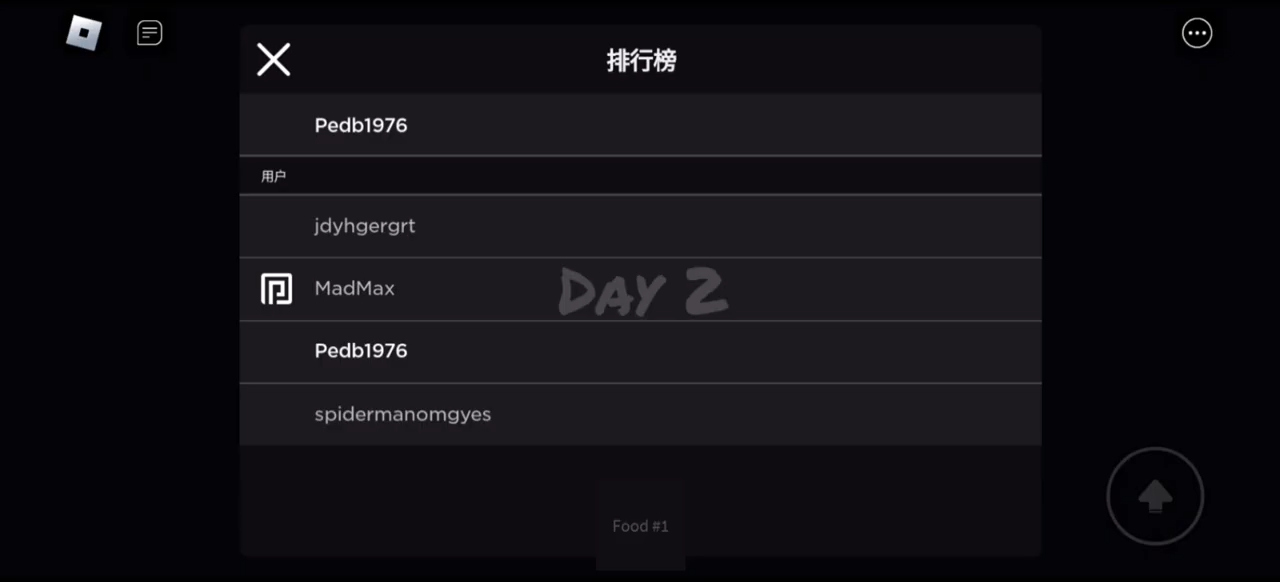 排行榜
Pedb1976
用户
jdyhgergrt
MadMax
DAY 2
Pedb1976
spidermanomgyes
Food #1